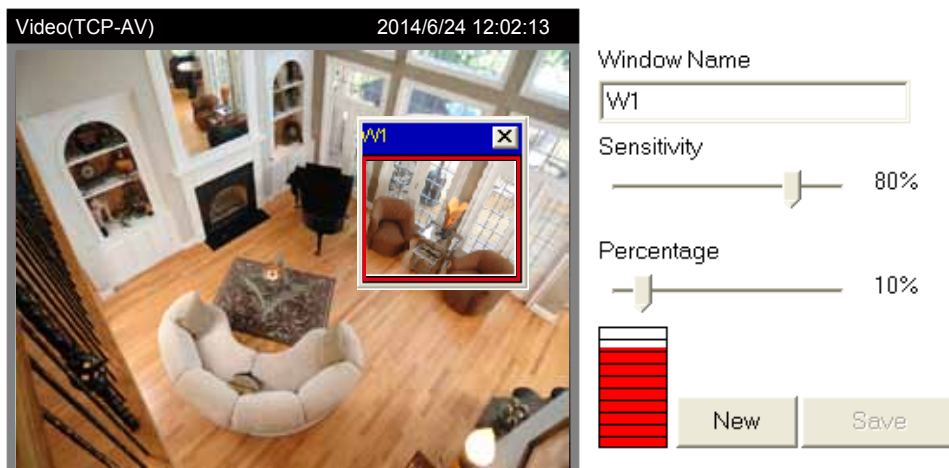 Video(TCP-AV) 2014/6/24 12:02:13
Window Name
W1
W1
Sensitivity
80%
Percentage
10%
New Save